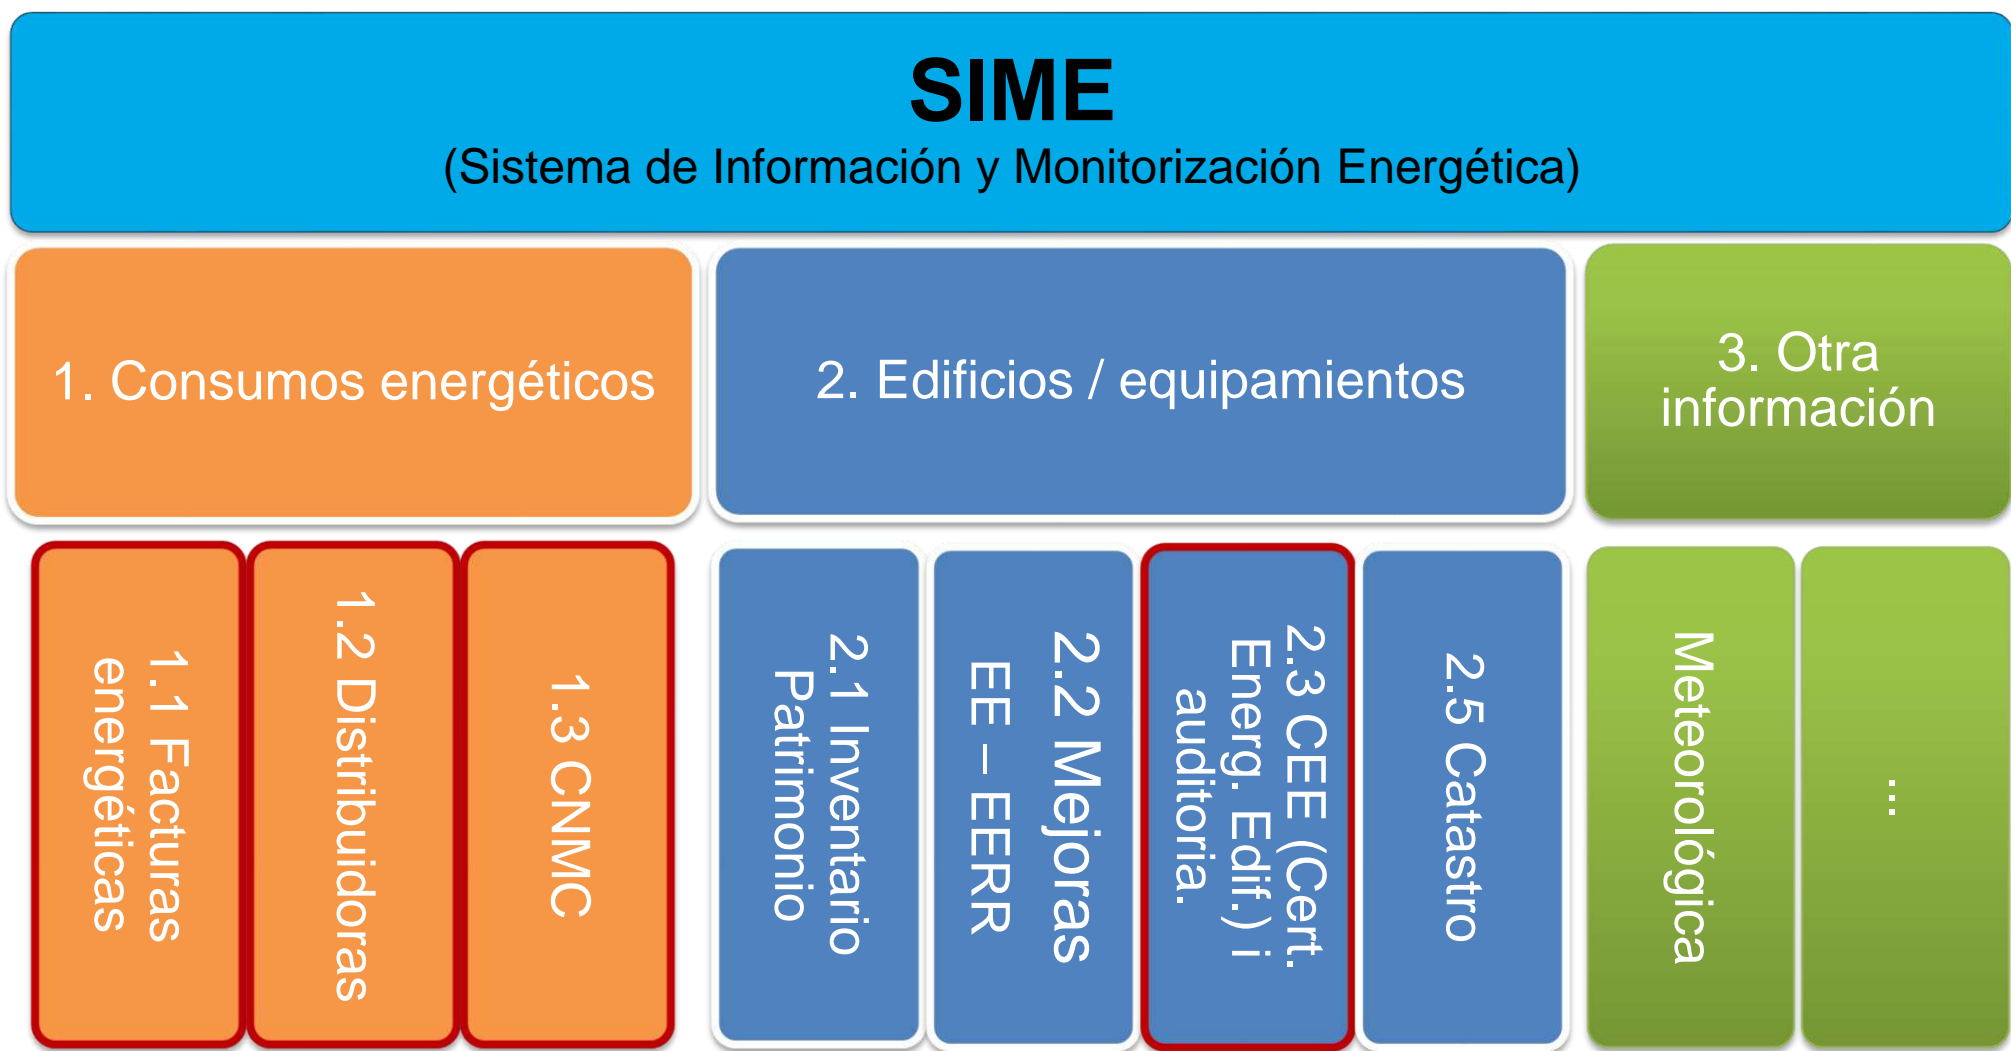 SIME
(Sistema de Información y Monitorización Energética)
1. Consumos energéticos
2. Edificios / equipamientos
3. Otra
información
1.1 Facturas
energéticas
1.2 Distribuidoras
1.3 CNMC
2.1 Inventario
Patrimonio
2.2 Mejoras
EE – EERR
2.3 CEE (Cert.
Energ. Edif.) i
auditoria.
2.5 Catastro
Meteorológica
...